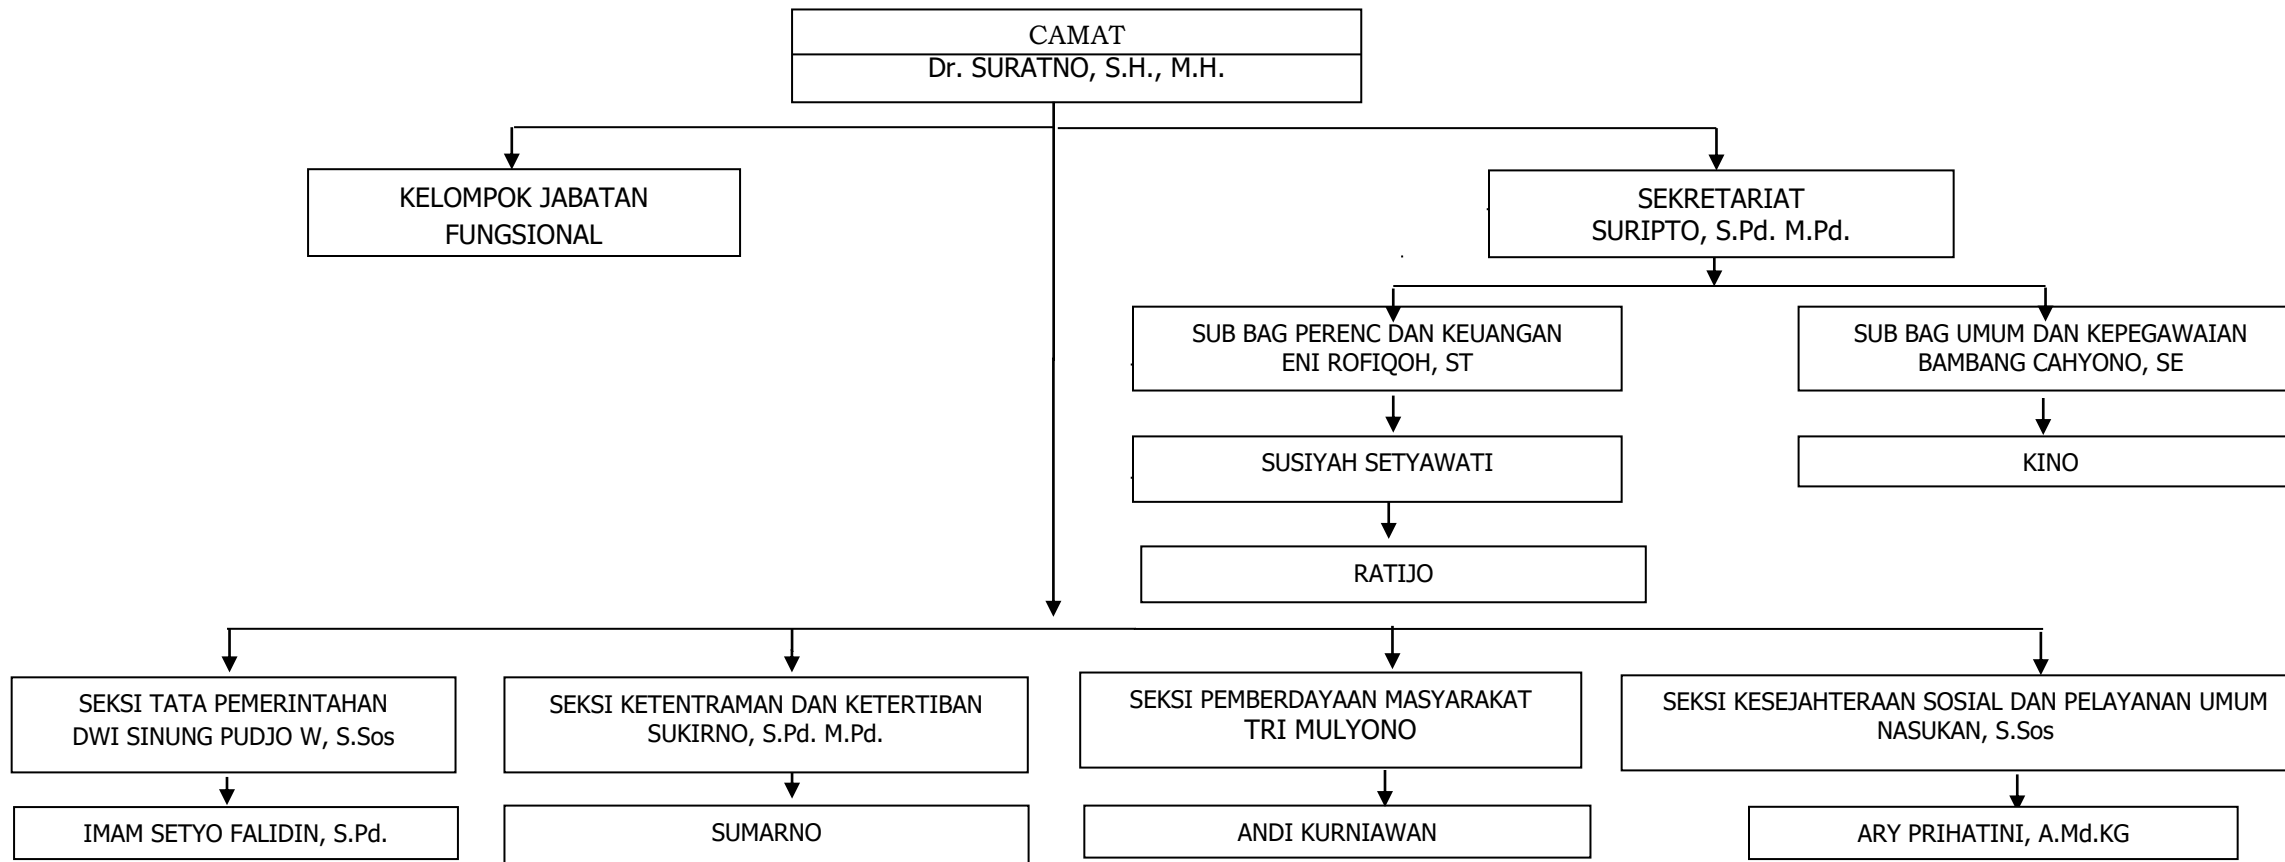 CAMAT
Dr. SURATNO, S.H., M.H.
KELOMPOK JABATAN
FUNGSIONAL
SEKRETARIAT
SURIPTO, S.Pd. M.Pd.
SUB BAG PERENC DAN KEUANGAN
ENI ROFIQOH, ST
SUB BAG UMUM DAN KEPEGAWAIAN
BAMBANG CAHYONO, SE
SUSIYAH SETYAWATI
KINO
RATIJO
SEKSI TATA PEMERINTAHAN
DWI SINUNG PUDJO W, S.Sos
SEKSI KETENTRAMAN DAN KETERTIBAN
SUKIRNO, S.Pd. M.Pd.
SEKSI PEMBERDAYAAN MASYARAKAT
TRI MULYONO
SEKSI KESEJAHTERAAN SOSIAL DAN PELAYANAN UMUM
NASUKAN, S.Sos
IMAM SETYO FALIDIN, S.Pd.
SUMARNO
ANDI KURNIAWAN
ARY PRIHATINI, A.Md.KG